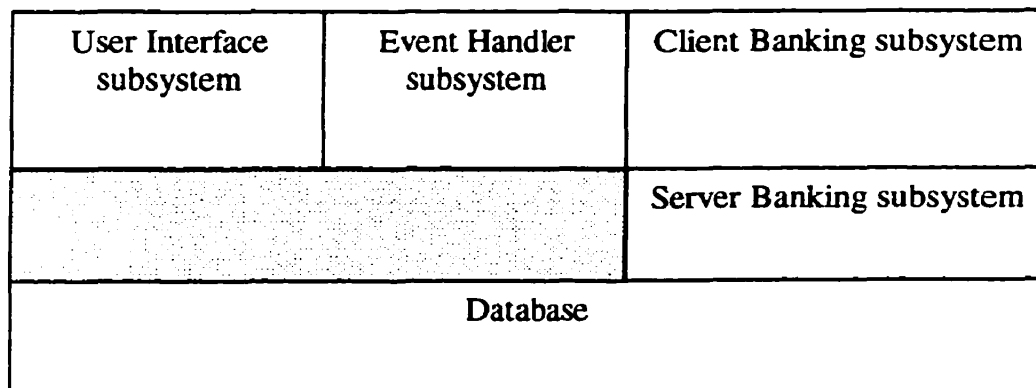 User Interface
subsystem
Event Handler
subsystem
Client Banking subsystem
Server Banking subsystem
Database